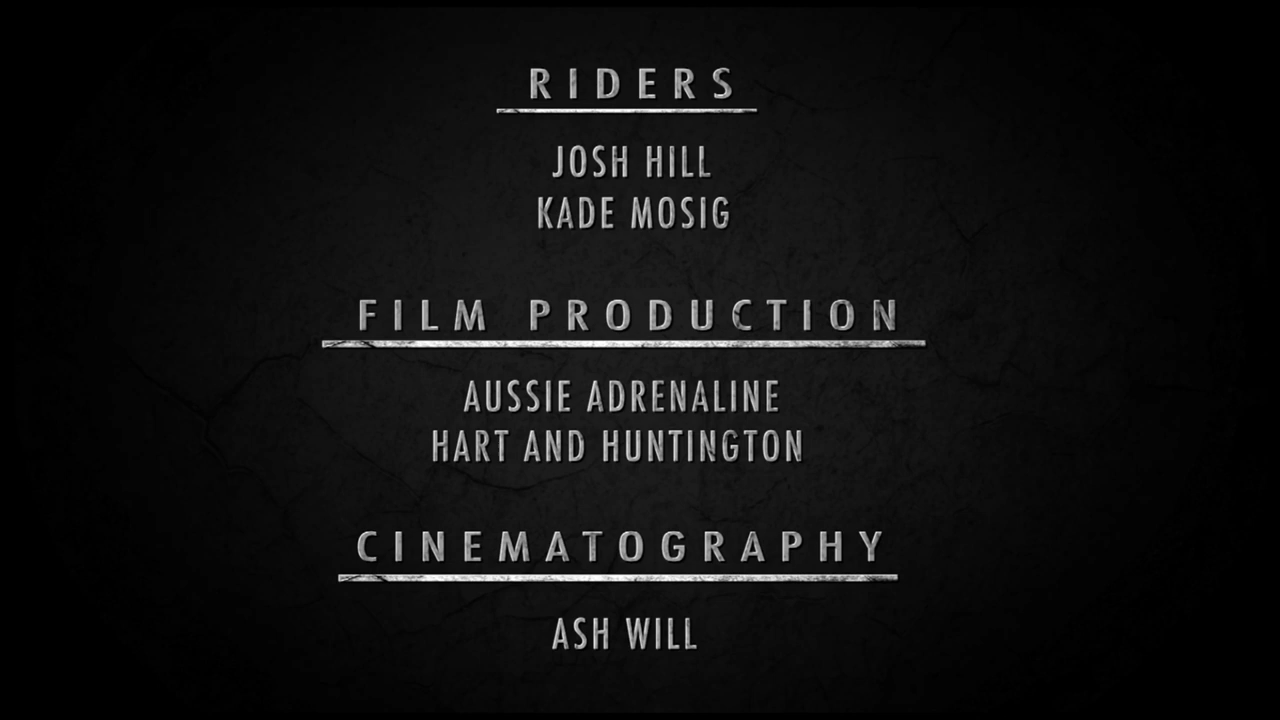 RIDERS
JOSH HILL
KADE MOSIG
FILM PRODUCTION
AUSSIE ADRENALINE
HART AND HUNTINGTON
CINEMATOGRAPHY
ASH WILL